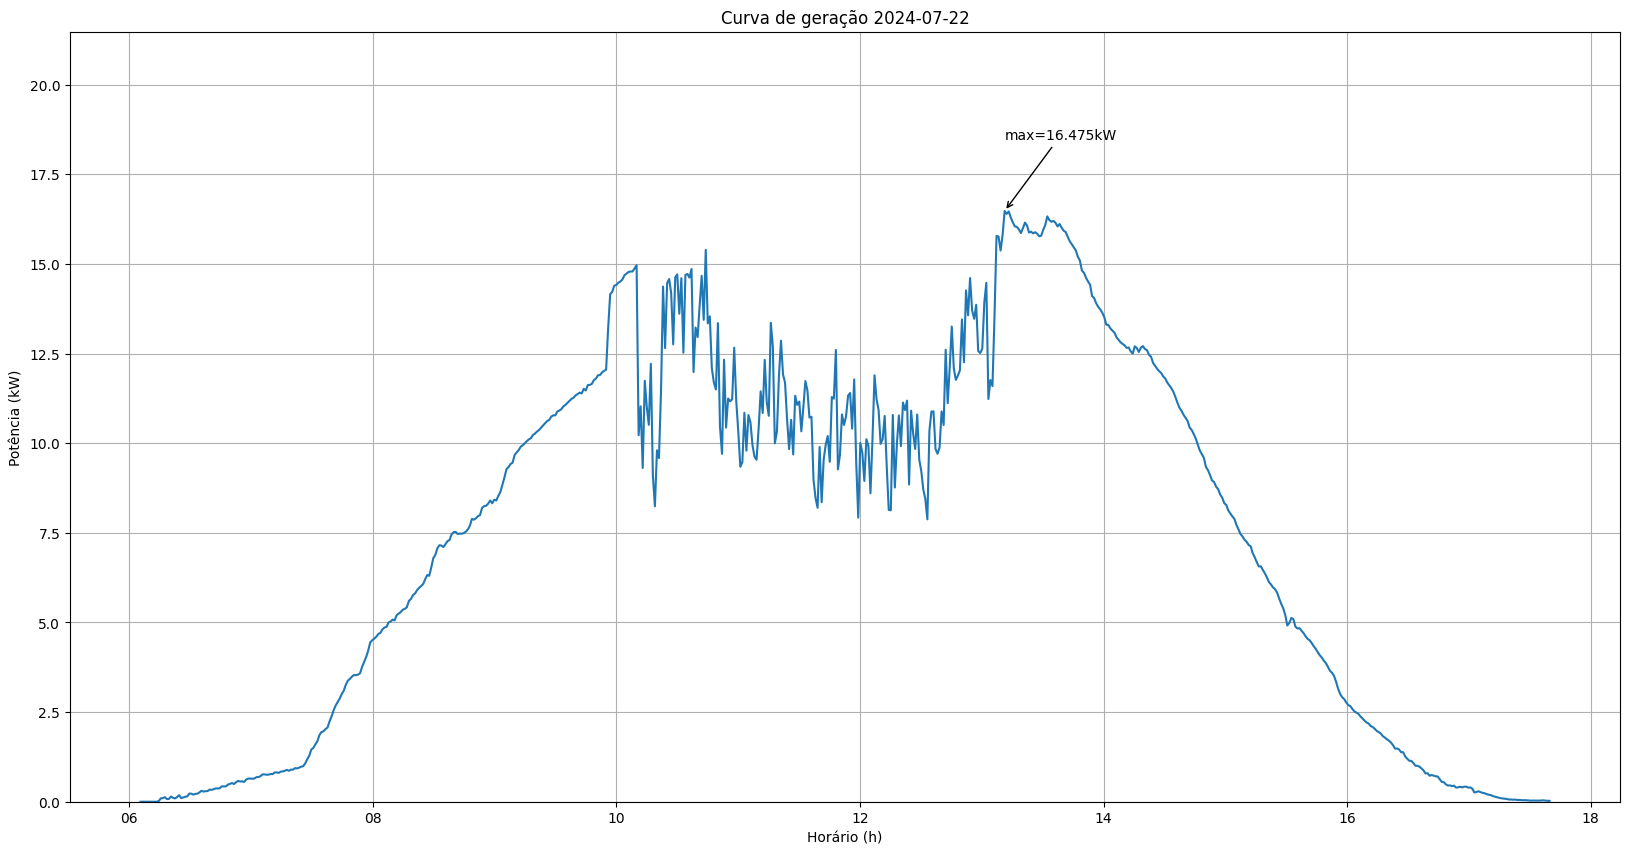 Curva de geração 2024-07-22
20.0
17.5
15.0
12.5
10.0
7.5
5.0
2.5
0.0
Potência (kW)
max=16.475kW
06 08 10 12 14 16 18
Horário (h)